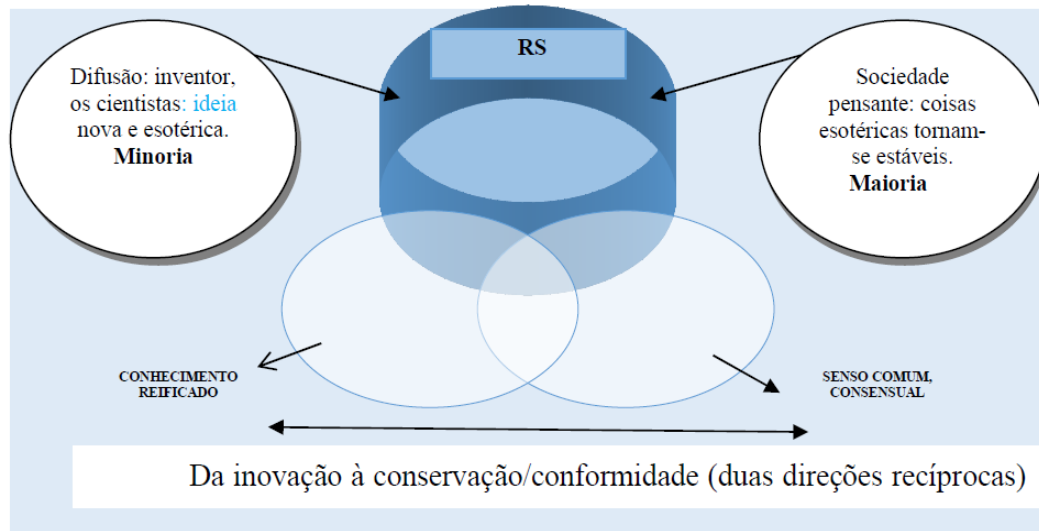 RS
Difusão: inventor,
os cientistas: ideia
nova e esotérica.
Minoria
Sociedade
pensante: coisas
esotéricas tornam-
se estáveis.
Maioria
CONHECIMENTO
REIFICADO
SENSO COMUM,
CONSENSUAL
Da inovação à conservação/conformidade (duas direções recíprocas)